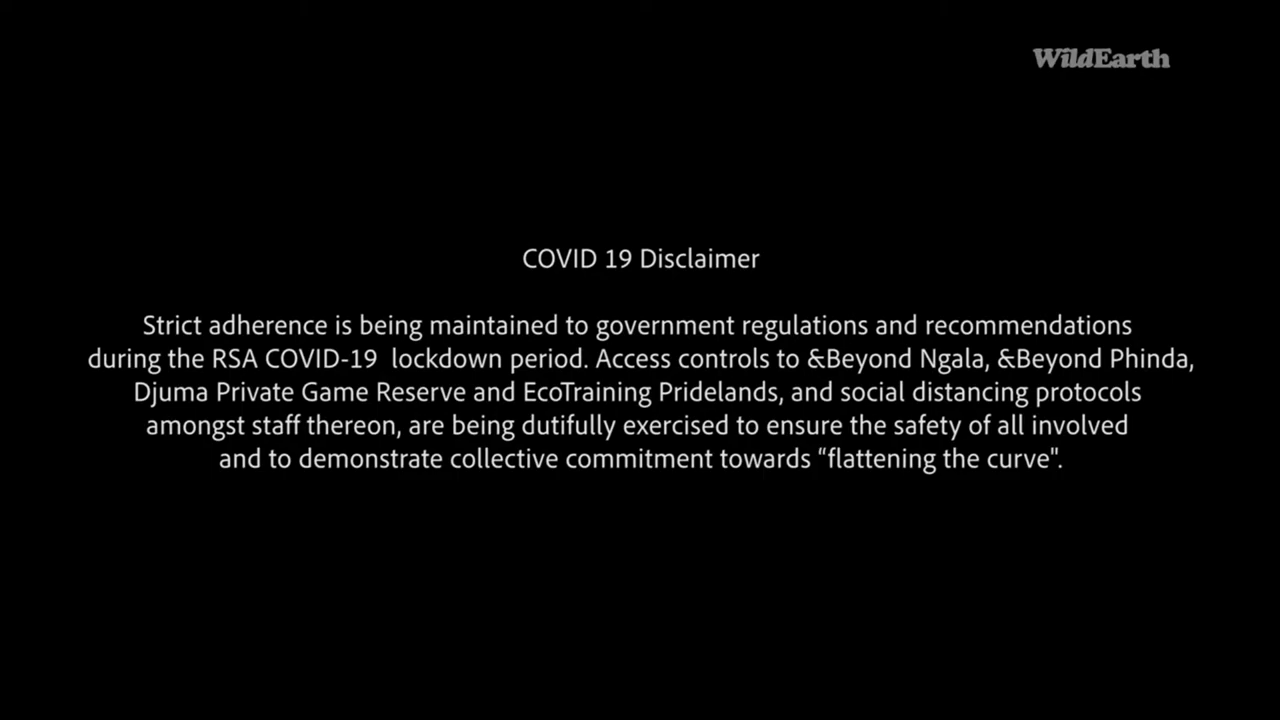 WildEarth
COVID 19 Disclaimer
Strict adherence is being maintained to government regulations and recommendations
during the RSA COVID-19 lockdown period. Access controls to &Beyond Ngala, &Beyond Phinda,
Djuma Private Game Reserve and EcoTraining Pridelands, and social distancing protocols
amongst staff thereon, are being dutifully exercised to ensure the safety of all involved
and to demonstrate collective commitment towards “flattening the curve".